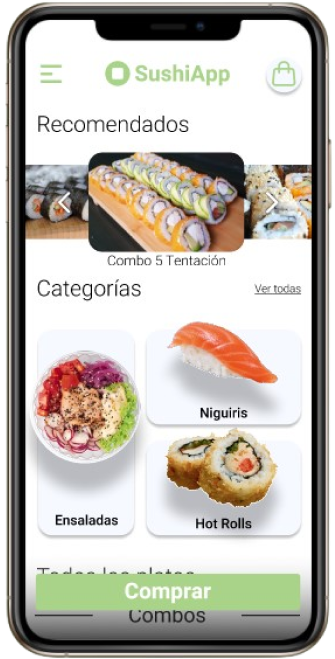 SushiApp
Recomendados
Combo 5 Tentación
Categorías
Ver todas
Niguiris
Ensaladas
Hot Rolls
Todos los platos
Comprar
Combos